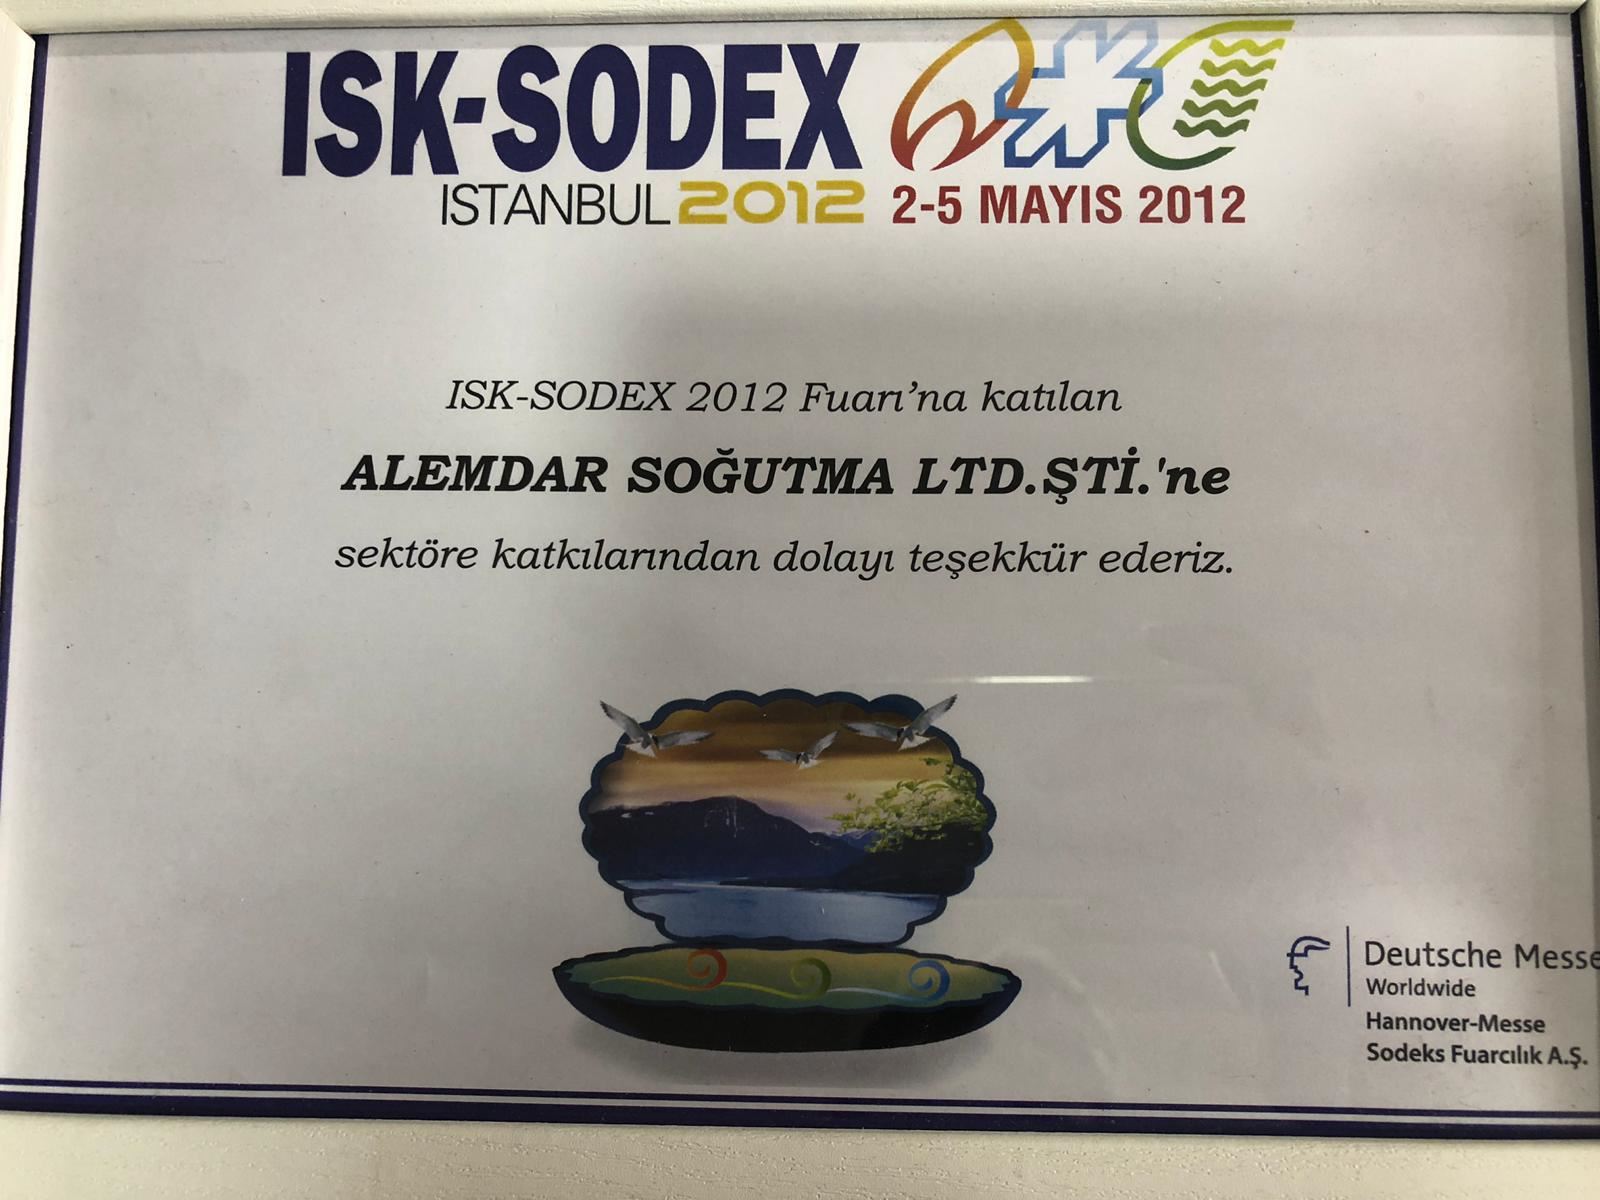 ISK-SODEX
ISTANBUL 2012 2-5 MAYIS 2012
ISK-SODEX 2012 Fuarı'na katılan
ALEMDAR SOĞUTMA LTD.ŞTİ.'ne
sektöre katkılarından dolayı teşekkür ederiz.
Deutsche Messe
Worldwide
Hannover-Messe
Sodeks Fuarcılık A.Ş.